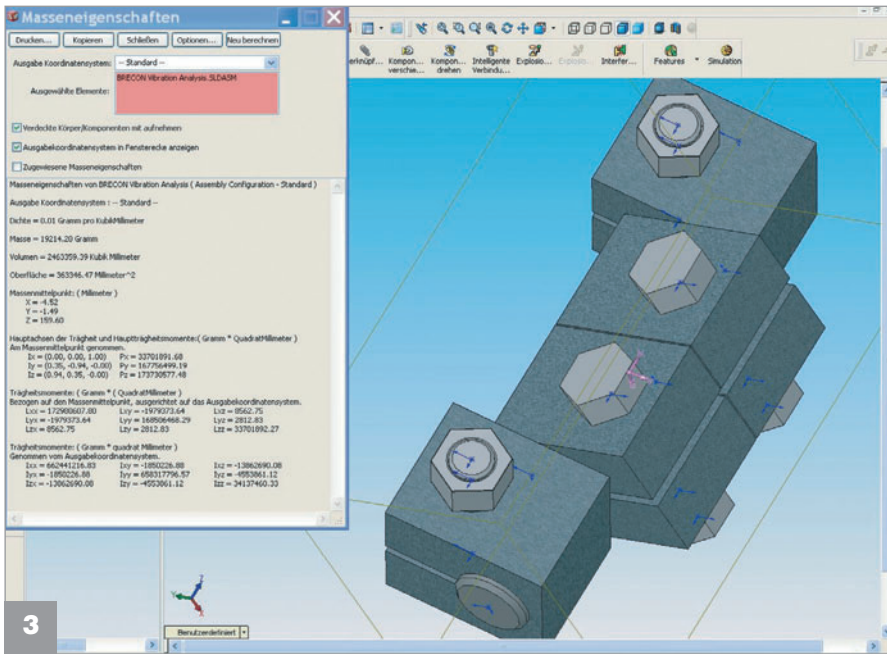 Masseneigenschaften
Drucken... Kopieren Schließen Optionen... Neu berechnen
Ausgabe Koordinatensystem: -- Standard --
BRECON Vibration Analysis.SLDASM
Ausgewählte Elemente:
Verdeckte Körper/Komponenten mit aufnehmen
Ausgabekoordinatensystem in Fensterecke anzeigen
Zugewiesene Masseneigenschaften
Masseneigenschaften von BRECON Vibration Analysis ( Assembly Configuration - Standard )
Ausgabe Koordinatensystem : -- Standard --
Dichte = 0.01 Gramm pro KubikMillimeter
Masse = 19214.20 Gramm
Volumen = 2463359.39 Kubik Millimeter
Oberfläche = 363346.47 Millimeter^2
Massenmittelpunkt: ( Millimeter )
X = -4.52
Y = -1.49
Z = 159.60
Hauptachsen der Trägheit und Hauptträgheitsmomente:( Gramm * QuadratMillimeter )
Am Massenmittelpunkt genommen.
Ix = (0.00, 0.00, 1.00) Px = 33701891.68
Iy = (0.35, -0.94, -0.00) Py = 167756499.19
Iz = (0.94, 0.35, -0.00) Pz = 173730577.48
Trägheitsmomente: ( Gramm * ( QuadratMillimeter )
Bezogen auf den Massenmittelpunkt, ausgerichtet auf das Ausgabekoordinatensystem.
Lxx = 172980607.80 Lxy = -1979373.64 Lxz = 8562.75
Lyx = -1979373.64 Lyy = 168506468.29 Lyz = 2812.83
Lzx = 8562.75 Lzy = 2812.83 Lzz = 33701892.27
Trägheitsmomente: ( Gramm * quadrat Millimeter )
Genommen vom Ausgabekoordinatensystem.
Ixx = 662441216.83 Ixy = -1850226.88 Ixz = -13862690.08
Iyx = -1850226.88 Iyy = 658317796.57 Iyz = -4553861.12
Izx = -13862690.08 Izy = -4553861.12 Izz = 34137460.33
erknüpf... Kompon... Kompon... Intelligente Explosio... Explosio... Interfer... Features Simulation
verschie... drehen Verbindu...
Z
Y
X
Benutzerdefiniert
3